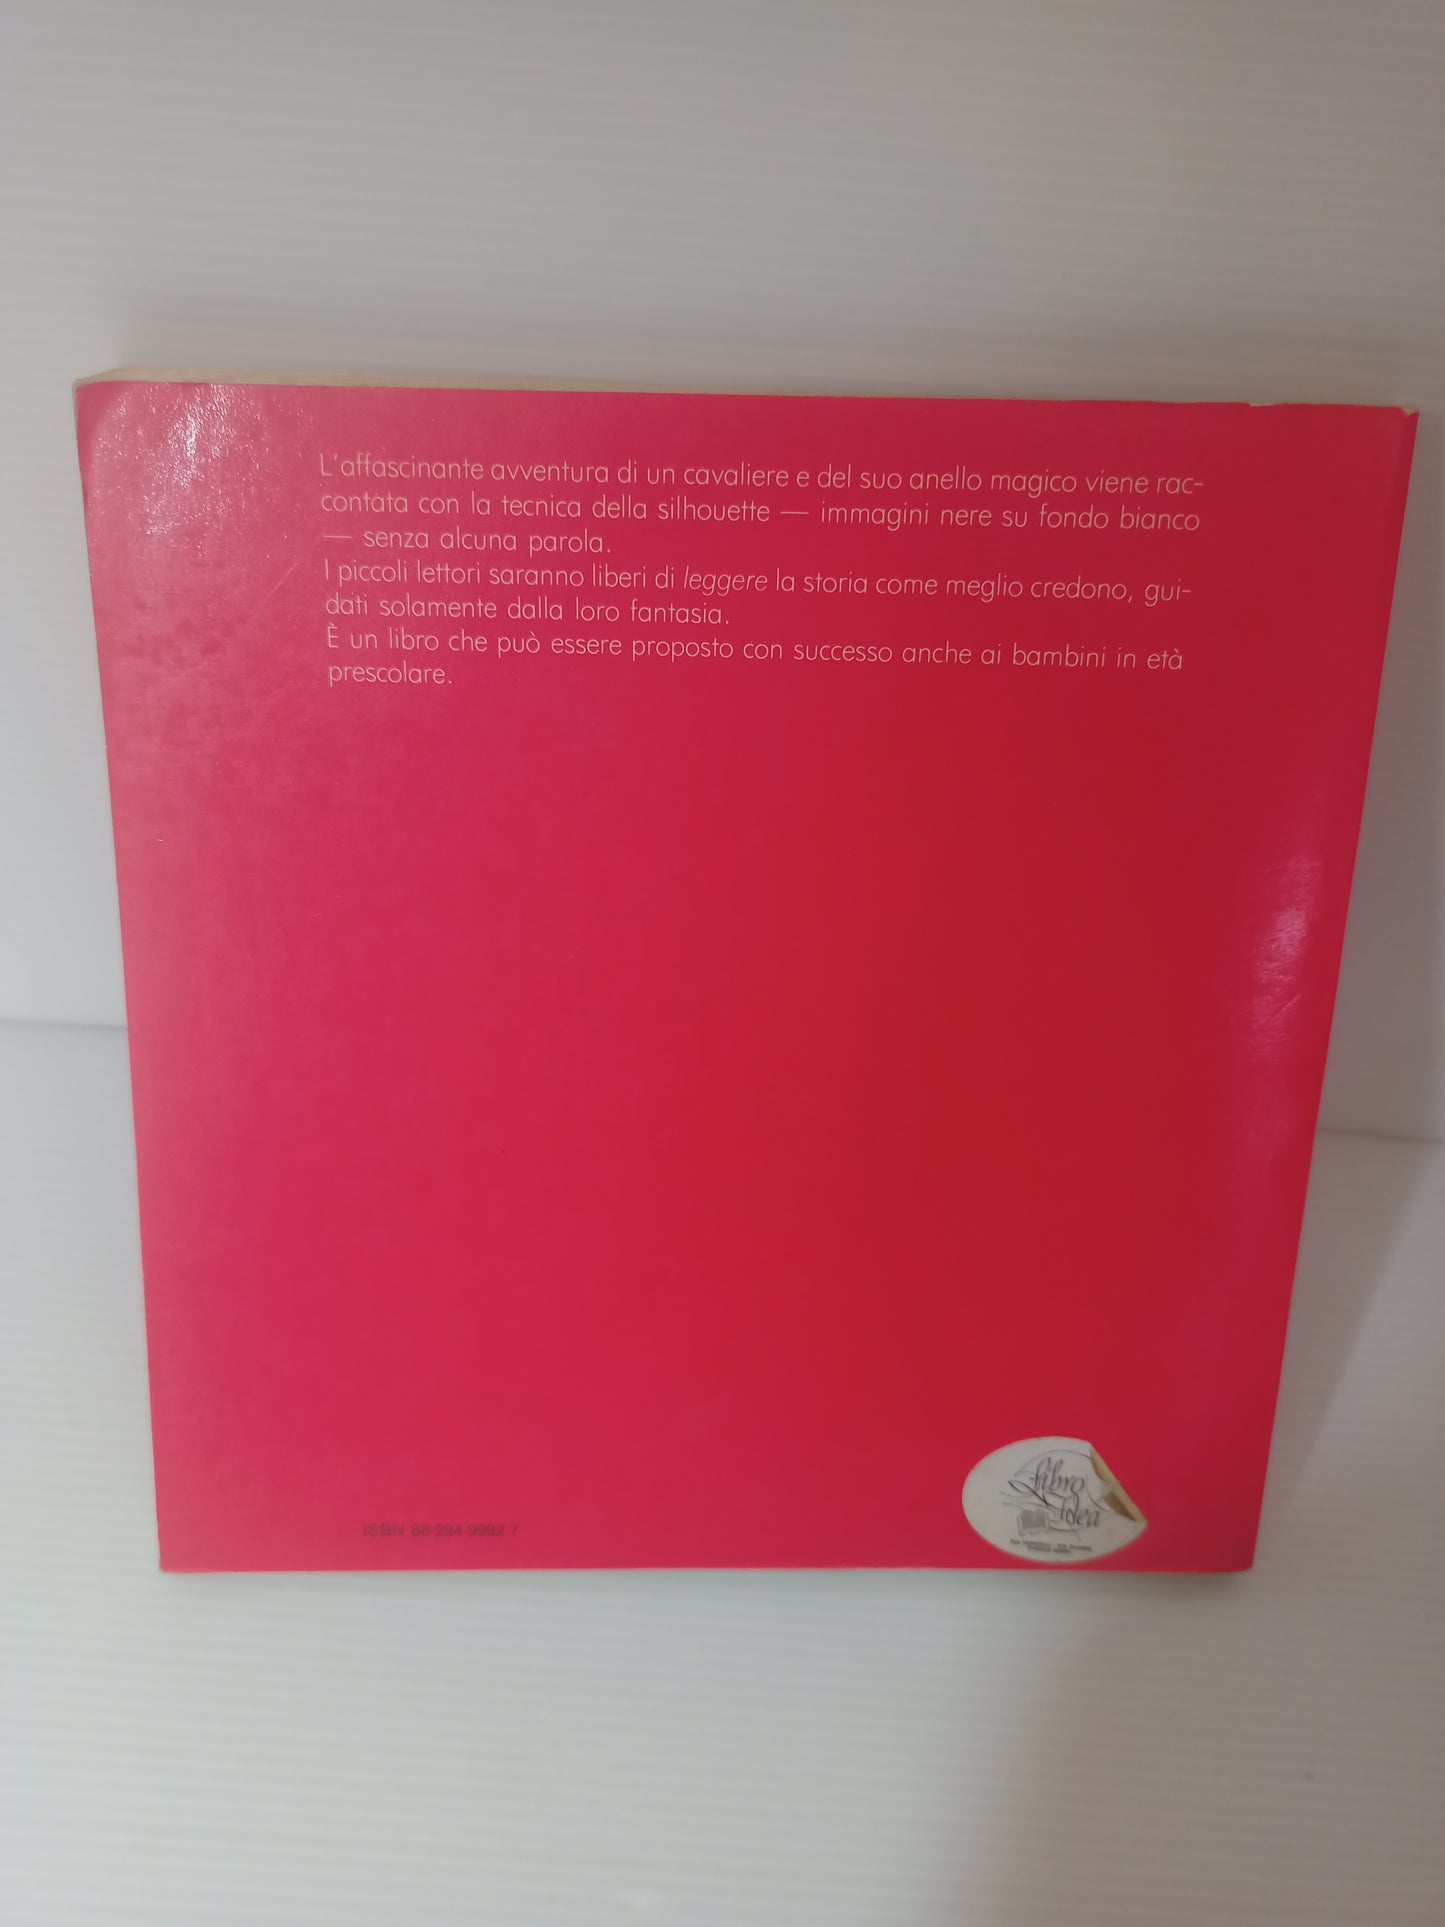 L'affascinante avventura di un cavaliere e del suo anello magico viene rac-
contata con la tecnica della silhouette — immagini nere su fondo bianco
— senza alcuna parola.
I piccoli lettori saranno liberi di leggere la storia come meglio credono, gui-
dati solamente dalla loro fantasia.
È un libro che può essere proposto con successo anche ai bambini in età
prescolare.
ISBN 88-204-9992-7
Libro
Idea